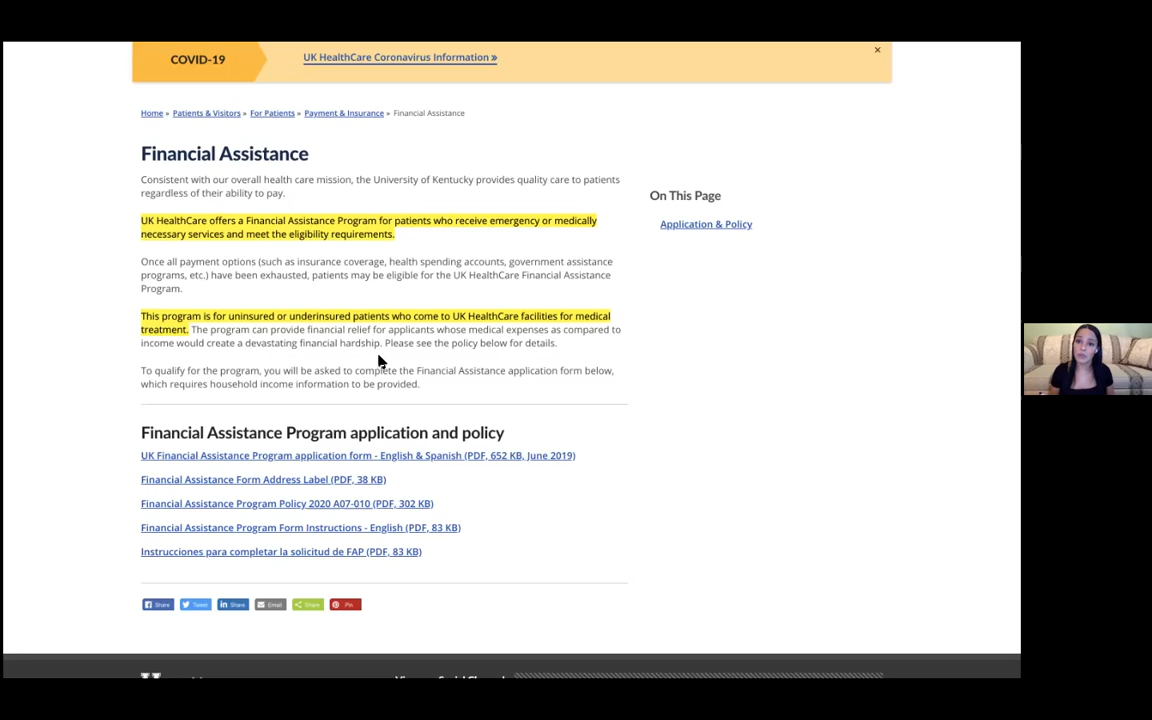 COVID-19
UK HealthCare Coronavirus Information »
×
Home » Patients & Visitors » For Patients » Payment & Insurance » Financial Assistance
Financial Assistance
Consistent with our overall health care mission, the University of Kentucky provides quality care to patients
regardless of their ability to pay.
UK HealthCare offers a Financial Assistance Program for patients who receive emergency or medically
necessary services and meet the eligibility requirements.
Once all payment options (such as insurance coverage, health spending accounts, government assistance
programs, etc.) have been exhausted, patients may be eligible for the UK HealthCare Financial Assistance
Program.
This program is for uninsured or underinsured patients who come to UK HealthCare facilities for medical
treatment. The program can provide financial relief for applicants whose medical expenses as compared to
income would create a devastating financial hardship. Please see the policy below for details.
To qualify for the program, you will be asked to complete the Financial Assistance application form below,
which requires household income information to be provided.
On This Page
Application & Policy
Financial Assistance Program application and policy
UK Financial Assistance Program application form - English & Spanish (PDF, 652 KB, June 2019)
Financial Assistance Form Address Label (PDF, 38 KB)
Financial Assistance Program Policy 2020 A07-010 (PDF, 302 KB)
Financial Assistance Program Form Instructions - English (PDF, 83 KB)
Instrucciones para completar la solicitud de FAP (PDF, 83 KB)
Share Tweet Share Email Share Pin